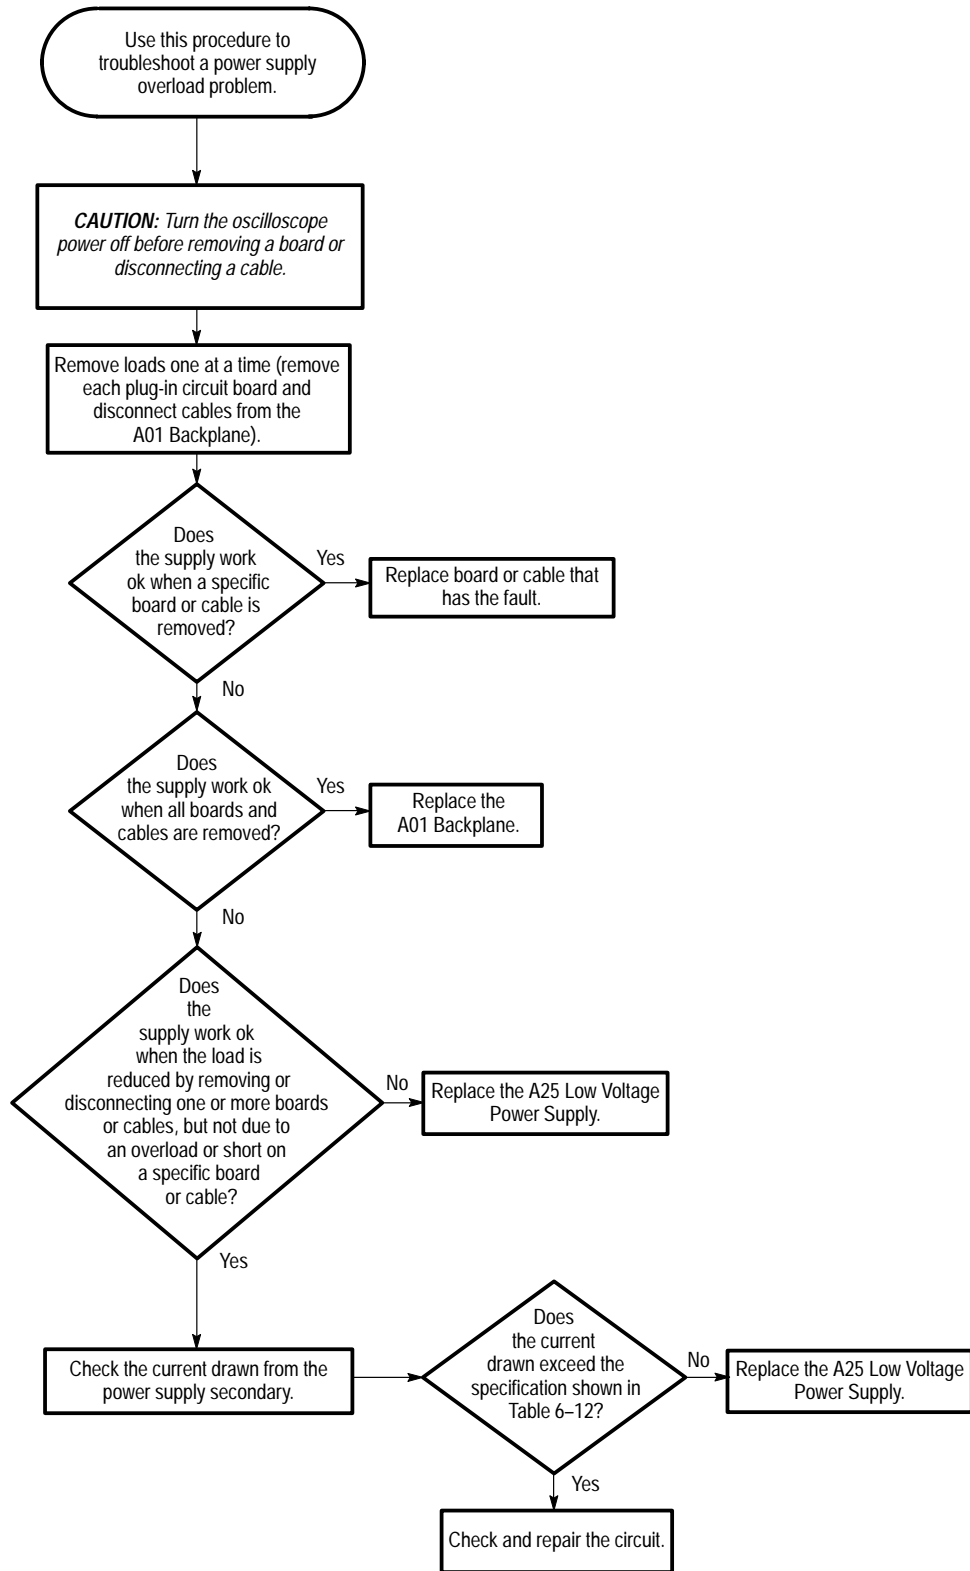 Use this procedure to
troubleshoot a power supply
overload problem.
CAUTION: Turn the oscilloscope
power off before removing a board or
disconnecting a cable.
Remove loads one at a time (remove
each plug-in circuit board and
disconnect cables from the
A01 Backplane).
Does
the supply work
ok when a specific
board or cable is
removed?
Yes
Replace board or cable that
has the fault.
No
Does
the supply work ok
when all boards and
cables are removed?
Yes
Replace the
A01 Backplane.
No
Does
the
supply work ok
when the load is
reduced by removing or
disconnecting one or more boards
or cables, but not due to
an overload or short on
a specific board
or cable?
No
Replace the A25 Low Voltage
Power Supply.
Yes
Check the current drawn from the
power supply secondary.
Does
the current
drawn exceed the
specification shown in
Table 6–12?
No
Replace the A25 Low Voltage
Power Supply.
Yes
Check and repair the circuit.